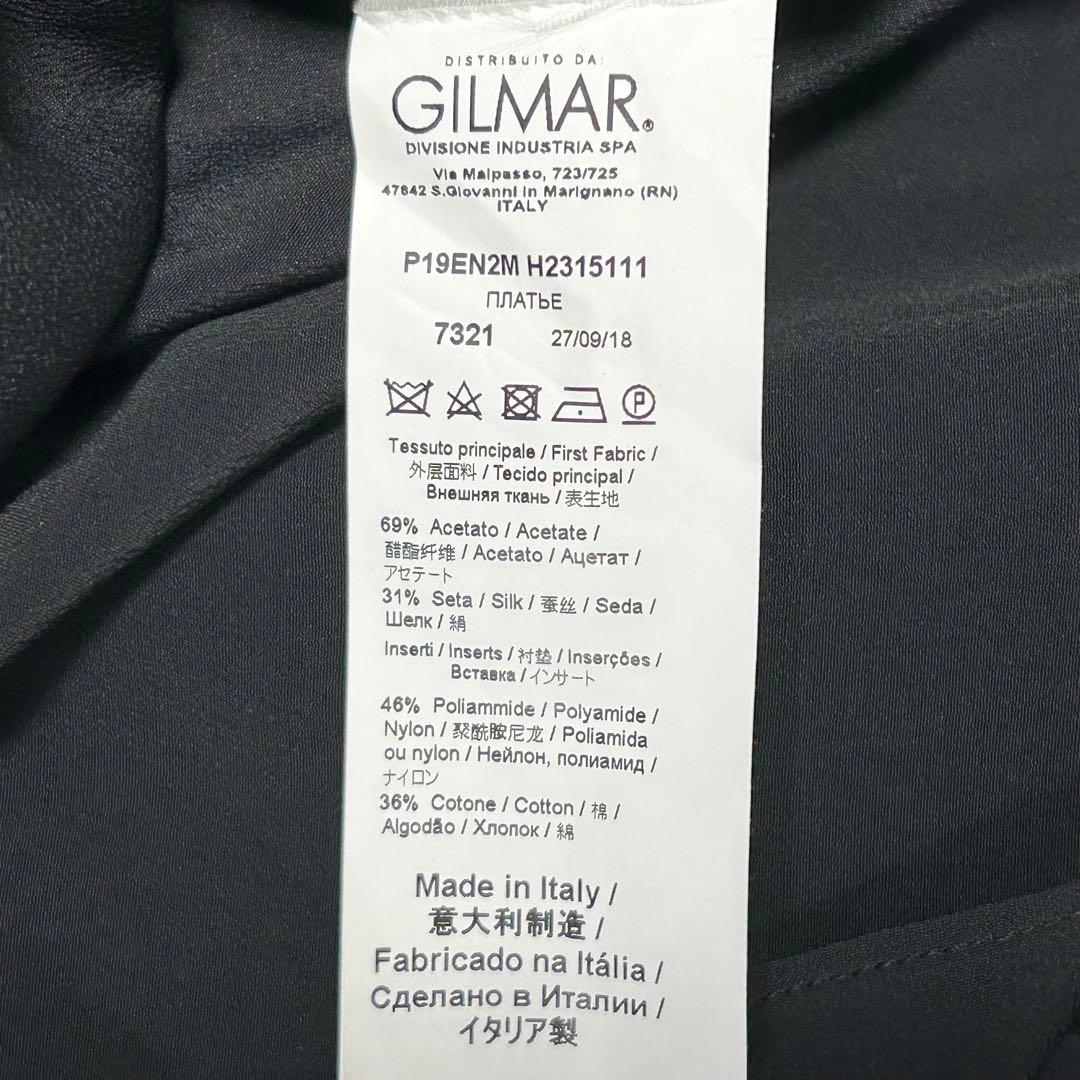 DISTRIBUITO DA:
GILMAR®
DIVISIONE INDUSTRIA SPA
Via Malpasso, 723/725
47842 S.Giovanni in Marignano (RN)
ITALY
P19EN2M H2315111
ПЛАТЬЕ
7321 27/09/18
P
Tessuto principale / First Fabric /
外层面料 / Tecido principal /
Внешняя ткань / 表生地
69% Acetato / Acetate /
醋酯纤维 / Acetato / Ацетат /
アセテート
31% Seta / Silk / 蚕丝 / Seda /
Шелк / 絹
Inserti / Inserts / 衬垫 / Inserções /
Вставка / インサート
46% Poliammide / Polyamide /
Nylon / 聚酰胺尼龙 / Poliamida
ou nylon / Нейлон, полиамид /
ナイロン
36% Cotone / Cotton / 棉 /
Algodão / Хлопок / 綿
Made in Italy /
意大利制造 /
Fabricado na Itália /
Сделано в Италии /
イタリア製